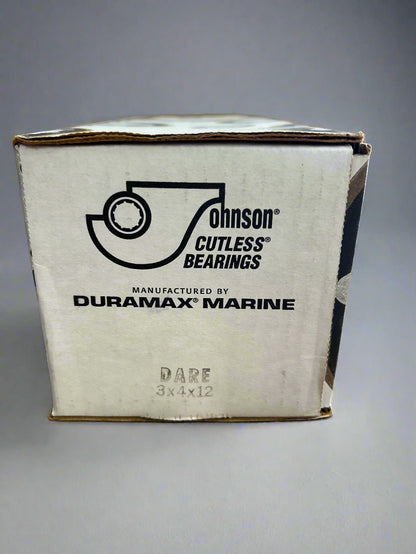 Johnson®
CUTLESS®
BEARINGS
MANUFACTURED BY
DURAMAX® MARINE
DARE
3x4x12